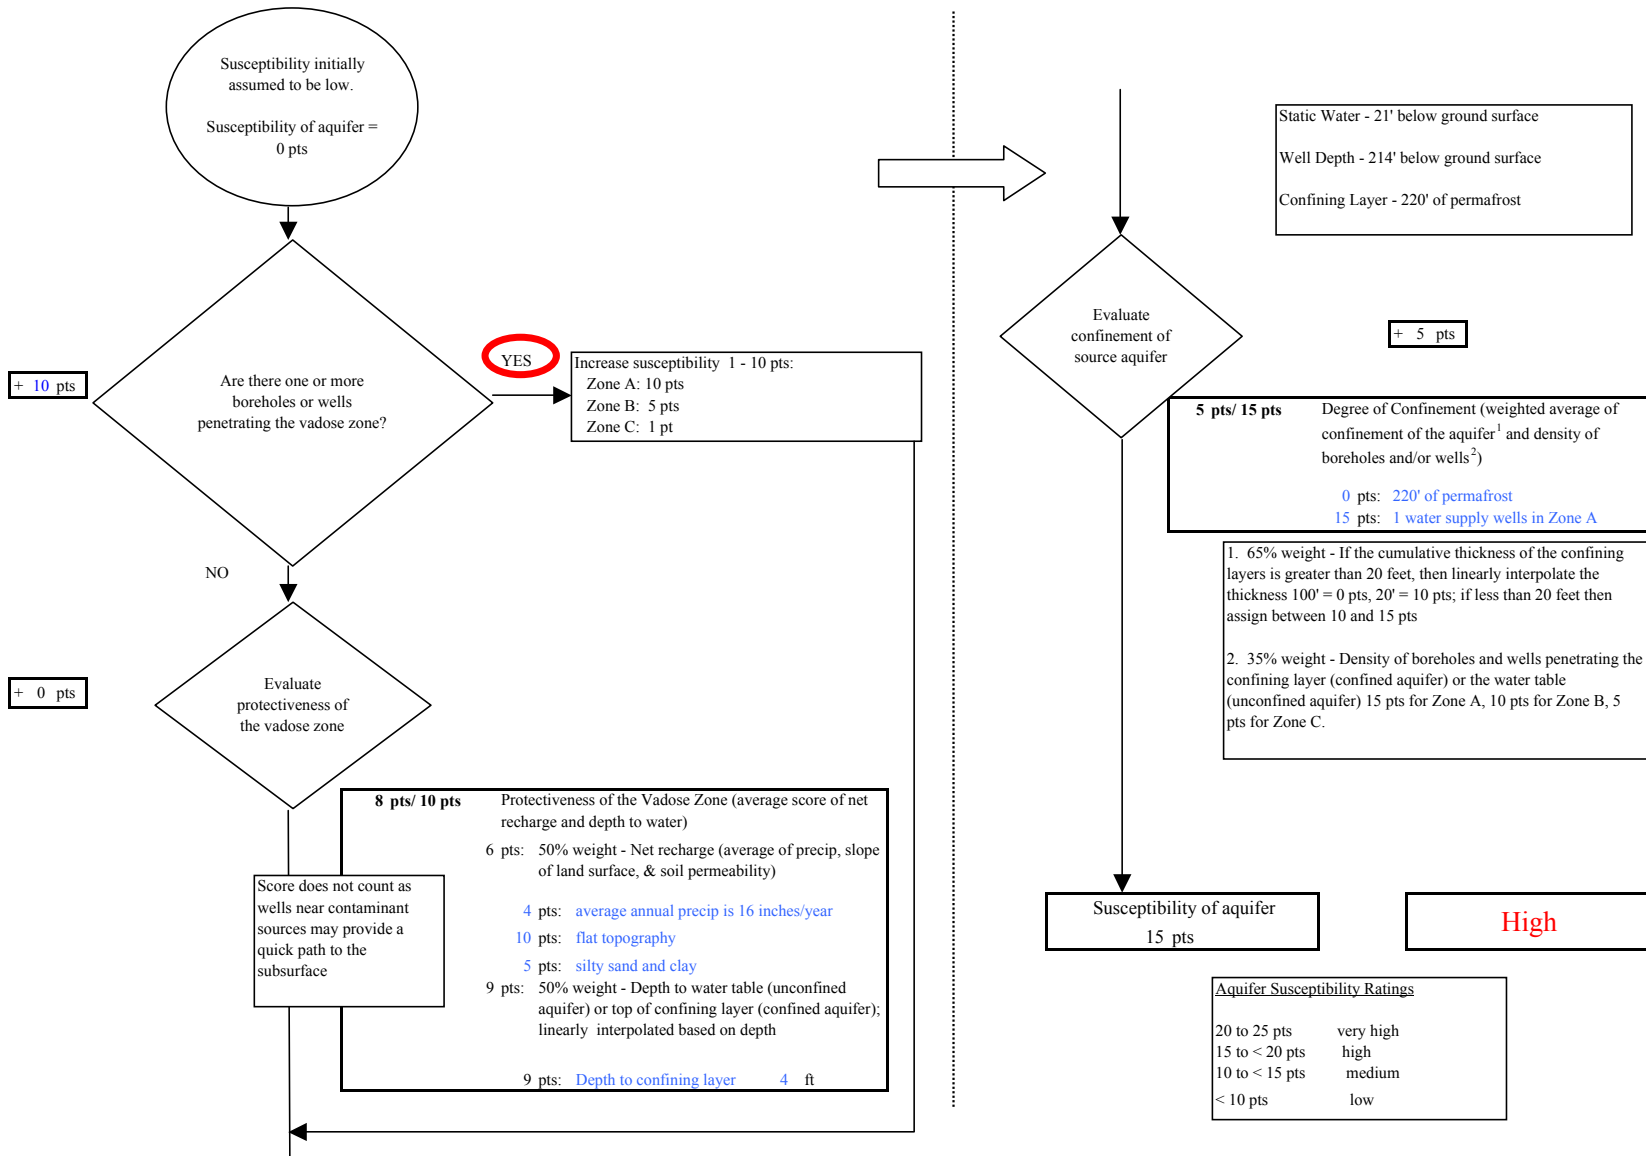 Susceptibility initially
assumed to be low.
Susceptibility of aquifer =
0 pts
+ 10 pts
Are there one or more
boreholes or wells
penetrating the vadose zone?
YES
Increase susceptibility 1 - 10 pts:
Zone A: 10 pts
Zone B: 5 pts
Zone C: 1 pt
NO
+ 0 pts
Evaluate
protectiveness of
the vadose zone
8 pts/ 10 pts Protectiveness of the Vadose Zone (average score of net
recharge and depth to water)
6 pts: 50% weight - Net recharge (average of precip, slope
of land surface, & soil permeability)
4 pts: average annual precip is 16 inches/year
10 pts: flat topography
5 pts: silty sand and clay
9 pts: 50% weight - Depth to water table (unconfined
aquifer) or top of confining layer (confined aquifer);
linearly interpolated based on depth
9 pts: Depth to confining layer 4 ft
Score does not count as
wells near contaminant
sources may provide a
quick path to the
subsurface
Static Water - 21' below ground surface
Well Depth - 214' below ground surface
Confining Layer - 220' of permafrost
Evaluate
confinement of
source aquifer
+ 5 pts
5 pts/ 15 pts Degree of Confinement (weighted average of
confinement of the aquifer1 and density of
boreholes and/or wells2)
0 pts: 220' of permafrost
15 pts: 1 water supply wells in Zone A
1. 65% weight - If the cumulative thickness of the confining
layers is greater than 20 feet, then linearly interpolate the
thickness 100' = 0 pts, 20' = 10 pts; if less than 20 feet then
assign between 10 and 15 pts
2. 35% weight - Density of boreholes and wells penetrating the
confining layer (confined aquifer) or the water table
(unconfined aquifer) 15 pts for Zone A, 10 pts for Zone B, 5
pts for Zone C.
Susceptibility of aquifer
15 pts
High
Aquifer Susceptibility Ratings
20 to 25 pts very high
15 to < 20 pts high
10 to < 15 pts medium
< 10 pts low